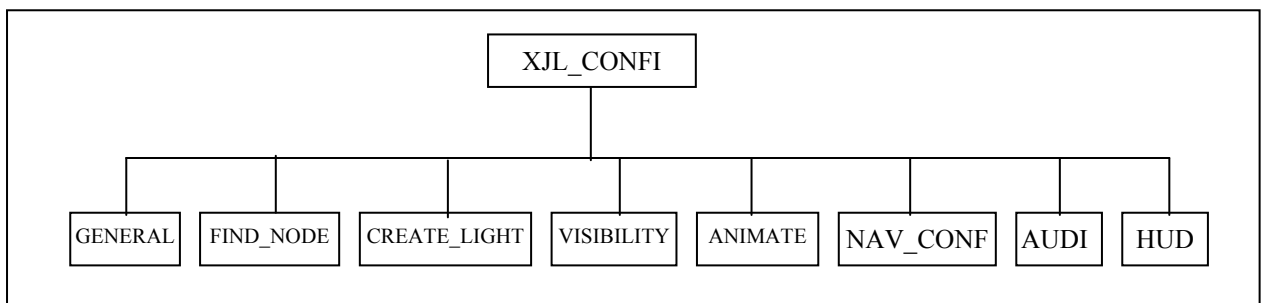 XJL_CONFI
GENERAL FIND_NODE CREATE_LIGHT VISIBILITY ANIMATE NAV_CONF AUDI HUD